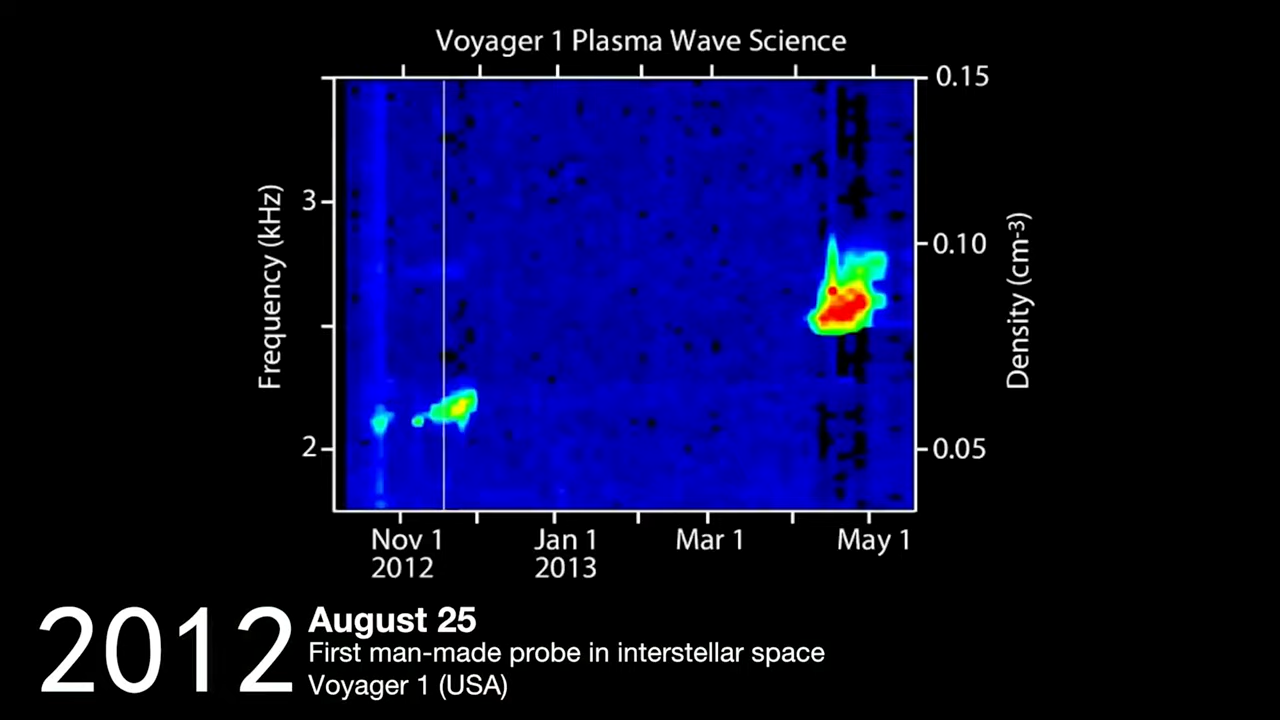 Voyager 1 Plasma Wave Science
0.15
3
0.10
Frequency (kHz)
Density (cm-3)
2
0.05
Nov 1 Jan 1 Mar 1 May 1
2012 2013
2012
August 25
First man-made probe in interstellar space
Voyager 1 (USA)